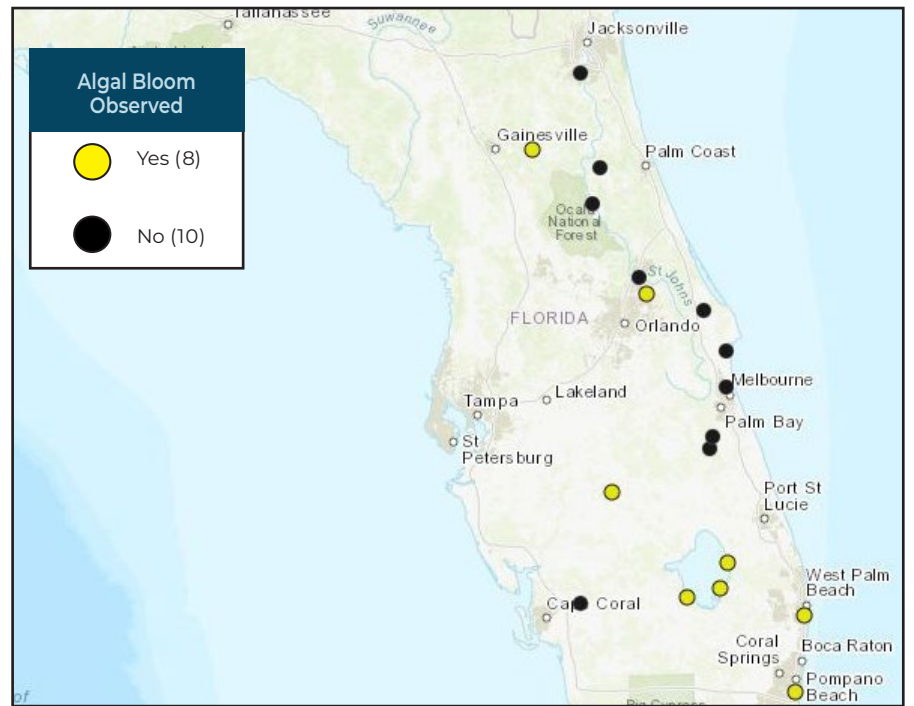 Tallahassee
Suwannee
Jacksonville
Algal Bloom
Observed
Yes (8)
No (10)
Gainesville
Palm Coast
National
Forest
St Johns
FLORIDA
Orlando
Melbourne
Lakeland
Tampa
Palm Bay
St
Petersburg
Port St
Lucie
West Palm
Beach
Coral
Coral
Springs
Boca Raton
Pompano
Beach
of